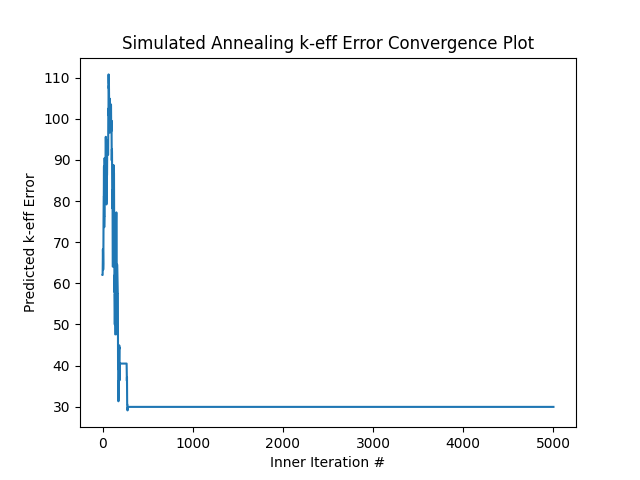 Simulated Annealing k-eff Error Convergence Plot
110
100
90
80
70
60
50
40
30
Predicted k-eff Error
0 1000 2000 3000 4000 5000
Inner Iteration #